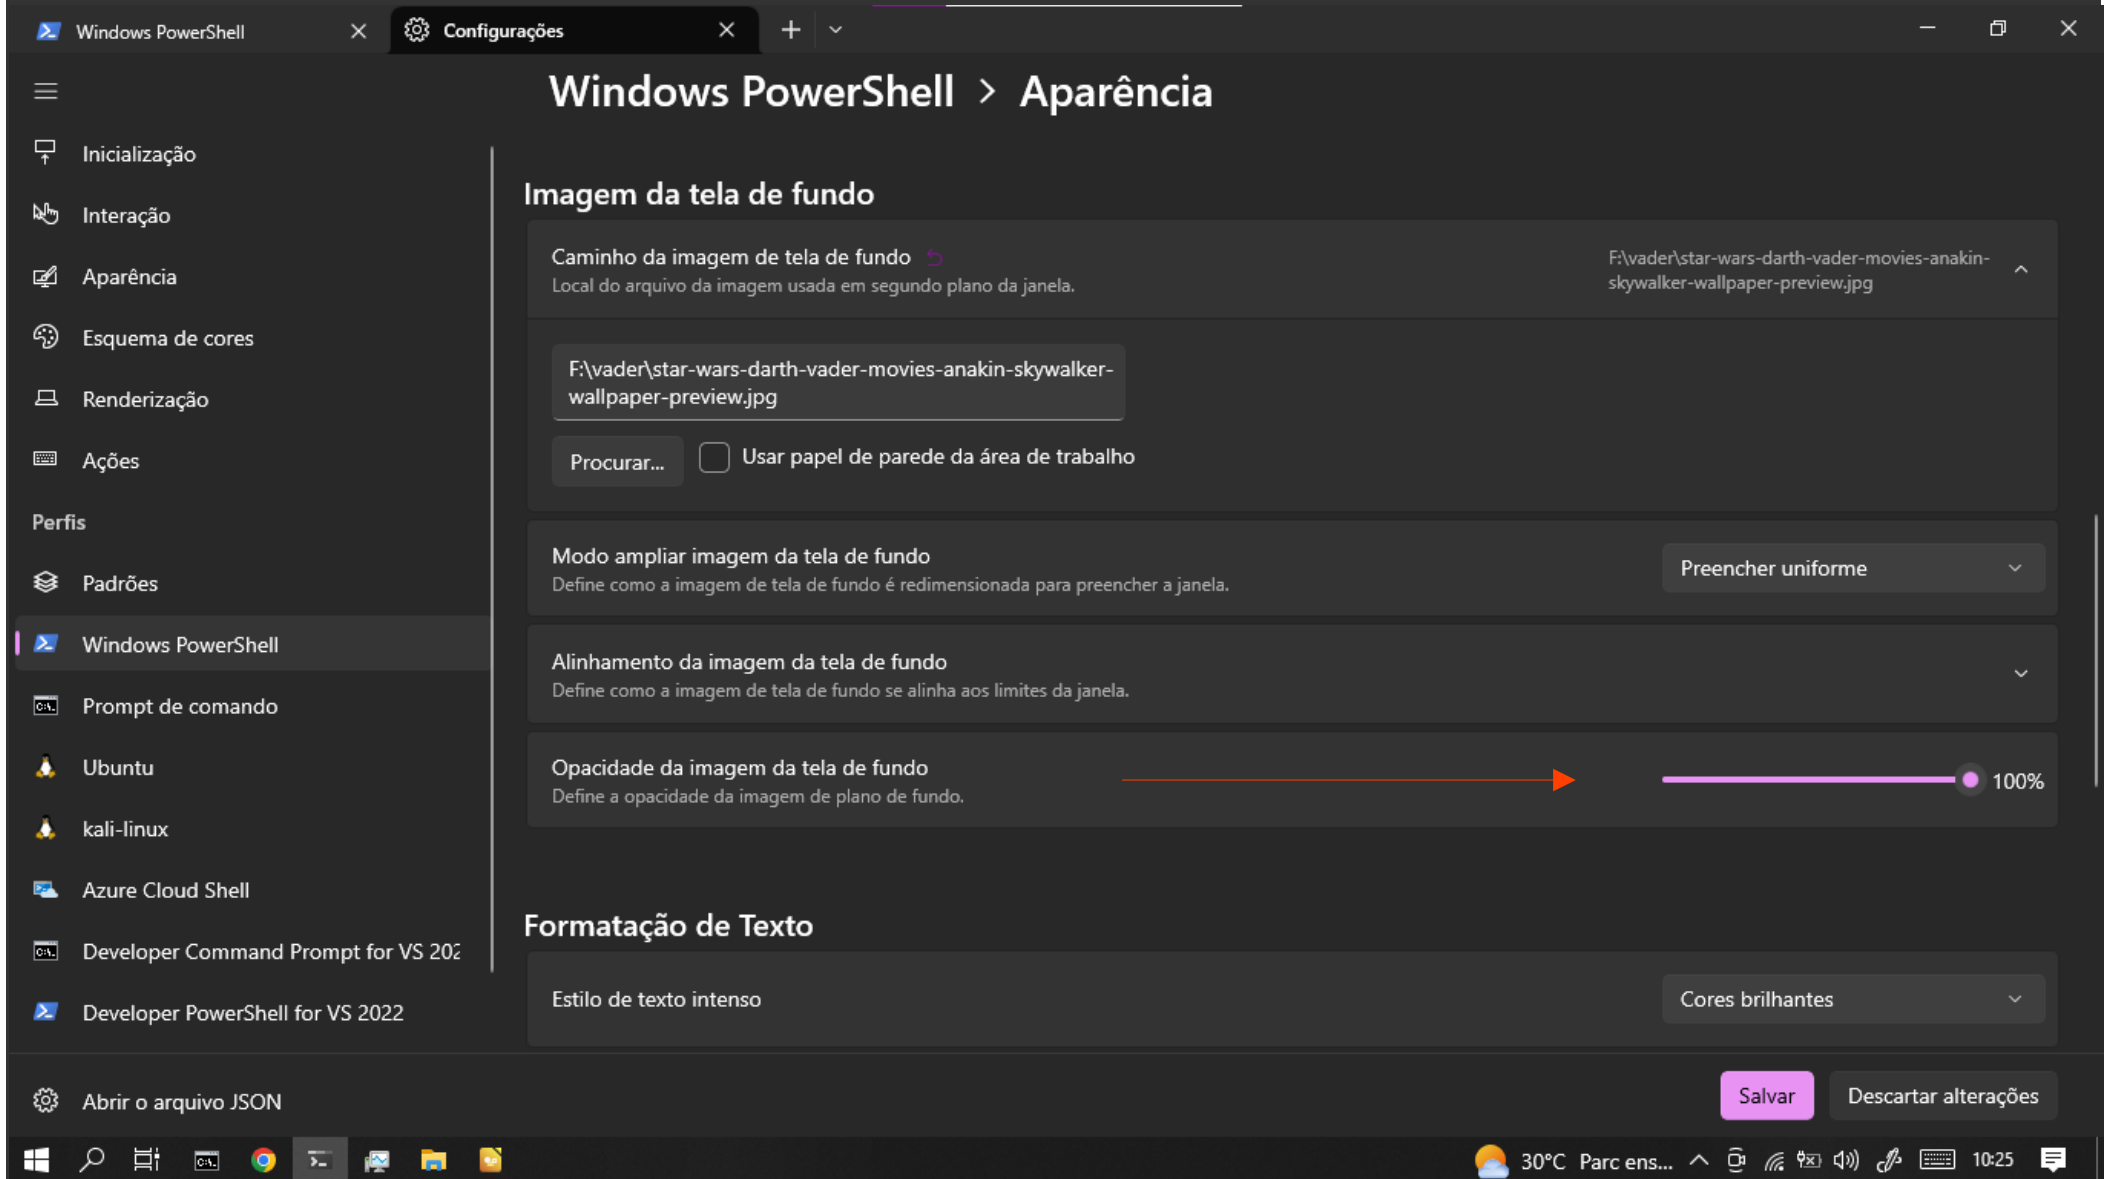 Windows PowerShell
Configurações
Windows PowerShell > Aparência
Inicialização
Interação
Aparência
Esquema de cores
Renderização
Ações
Perfis
Padrões
Windows PowerShell
Prompt de comando
Ubuntu
kali-linux
Azure Cloud Shell
Developer Command Prompt for VS 202
Developer PowerShell for VS 2022
Abrir o arquivo JSON
Imagem da tela de fundo
Caminho da imagem de tela de fundo
Local do arquivo da imagem usada em segundo plano da janela.
F:\vader\star-wars-darth-vader-movies-anakin-
skywalker-wallpaper-preview.jpg
F:\vader\star-wars-darth-vader-movies-anakin-skywalker-
wallpaper-preview.jpg
Procurar...
Usar papel de parede da área de trabalho
Modo ampliar imagem da tela de fundo
Define como a imagem de tela de fundo é redimensionada para preencher a janela.
Preencher uniforme
Alinhamento da imagem da tela de fundo
Define como a imagem de tela de fundo se alinha aos limites da janela.
Opacidade da imagem da tela de fundo
Define a opacidade da imagem de plano de fundo.
100%
Formatação de Texto
Estilo de texto intenso
Cores brilhantes
Salvar
Descartar alterações
30°C Parc ens...
10:25